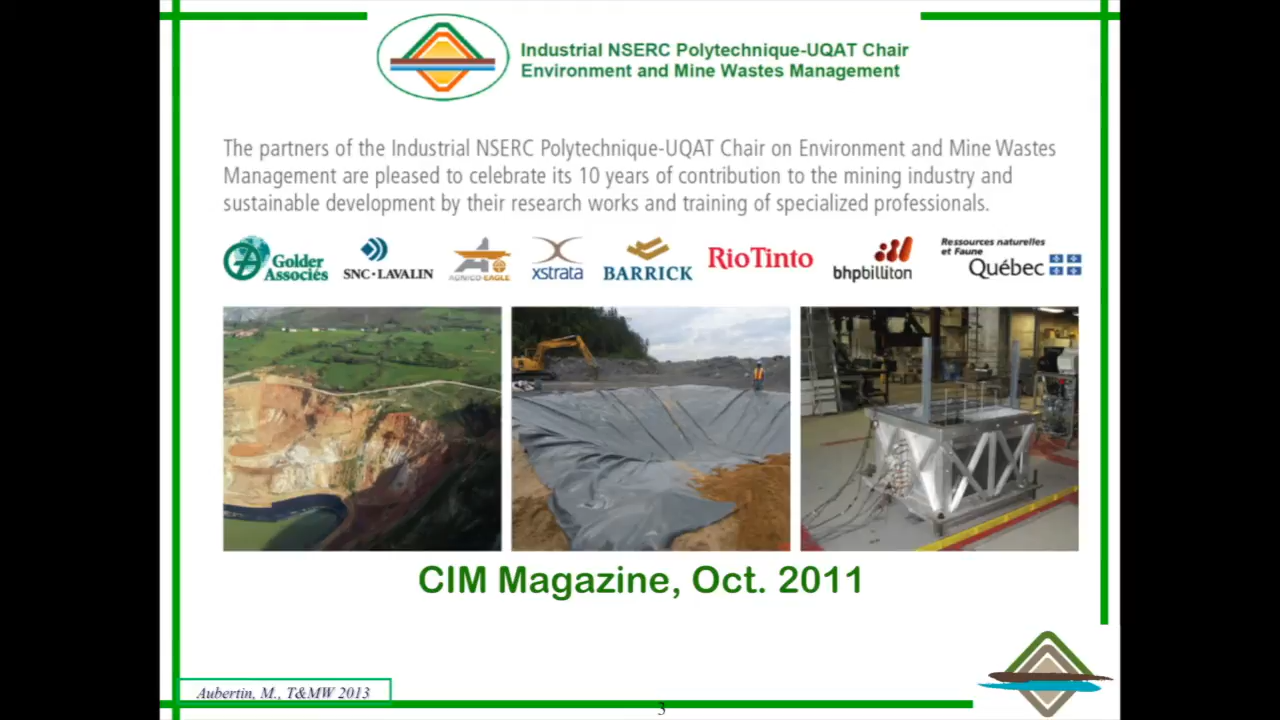 Industrial NSERC Polytechnique-UQAT Chair
Environment and Mine Wastes Management
The partners of the Industrial NSERC Polytechnique-UQAT Chair on Environment and Mine Wastes
Management are pleased to celebrate its 10 years of contribution to the mining industry and
sustainable development by their research works and training of specialized professionals.
Golder
Associés
SNC·LAVALIN
AGNICO-EAGLE
xstrata
BARRICK
RioTinto
bhpbilliton
Ressources naturelles
et Faune
Québec
CIM Magazine, Oct. 2011
Aubertin, M., T&MW 2013
3